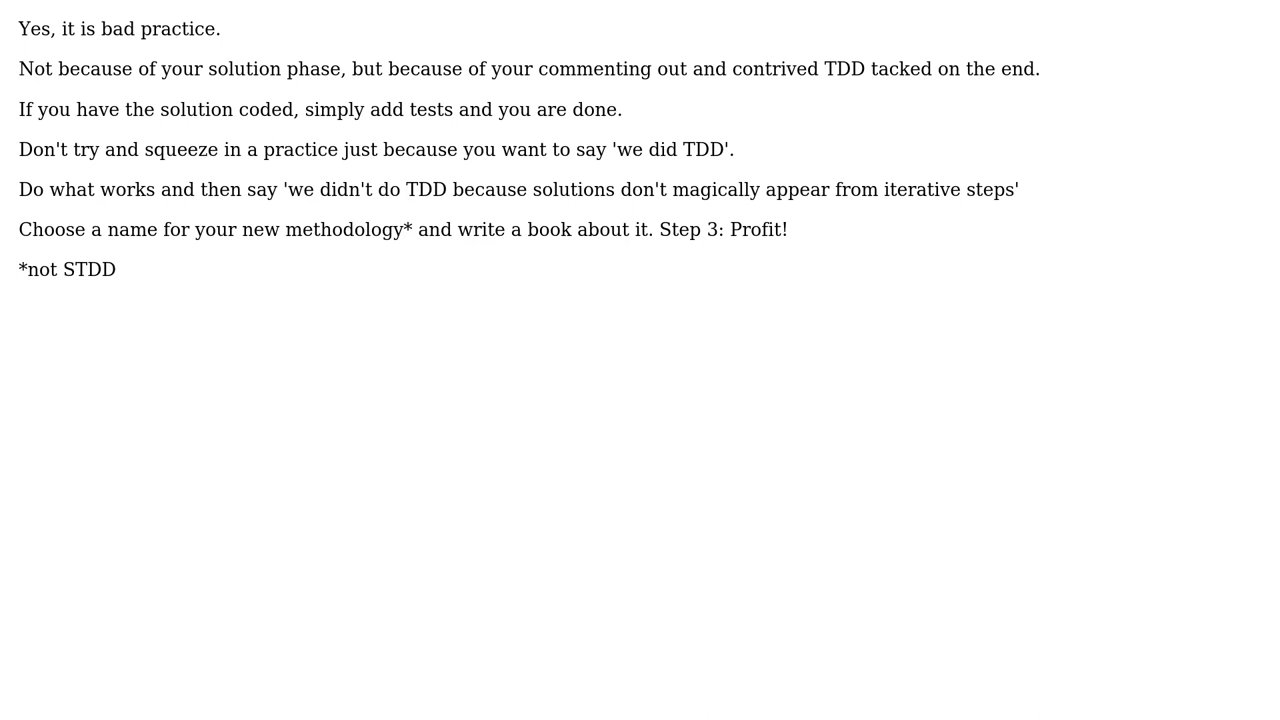 Yes, it is bad practice.
Not because of your solution phase, but because of your commenting out and contrived TDD tacked on the end.
If you have the solution coded, simply add tests and you are done.
Don't try and squeeze in a practice just because you want to say 'we did TDD'.
Do what works and then say 'we didn't do TDD because solutions don't magically appear from iterative steps'
Choose a name for your new methodology* and write a book about it. Step 3: Profit!
*not STDD